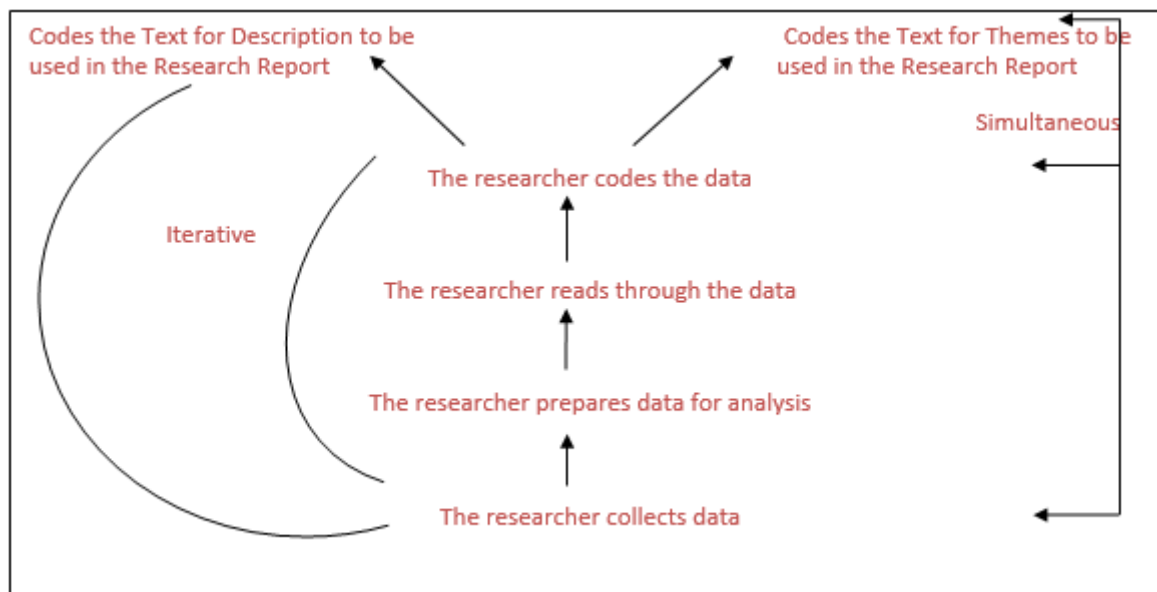 Codes the Text for Description to be
used in the Research Report
Codes the Text for Themes to be
used in the Research Report
Simultaneous
The researcher codes the data
Iterative
The researcher reads through the data
The researcher prepares data for analysis
The researcher collects data